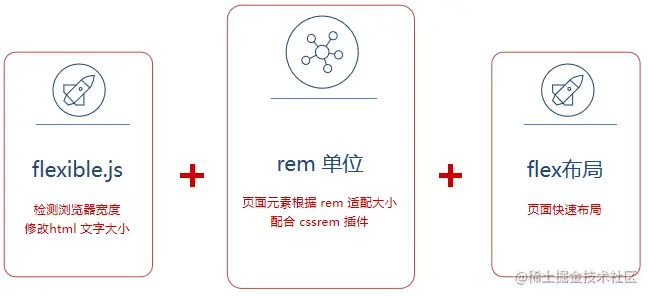 flexible.js
检测浏览器宽度
修改html 文字大小
+
rem 单位
页面元素根据 rem 适配大小
配合 cssrem 插件
+
flex布局
页面快速布局
@稀土掘金技术社区